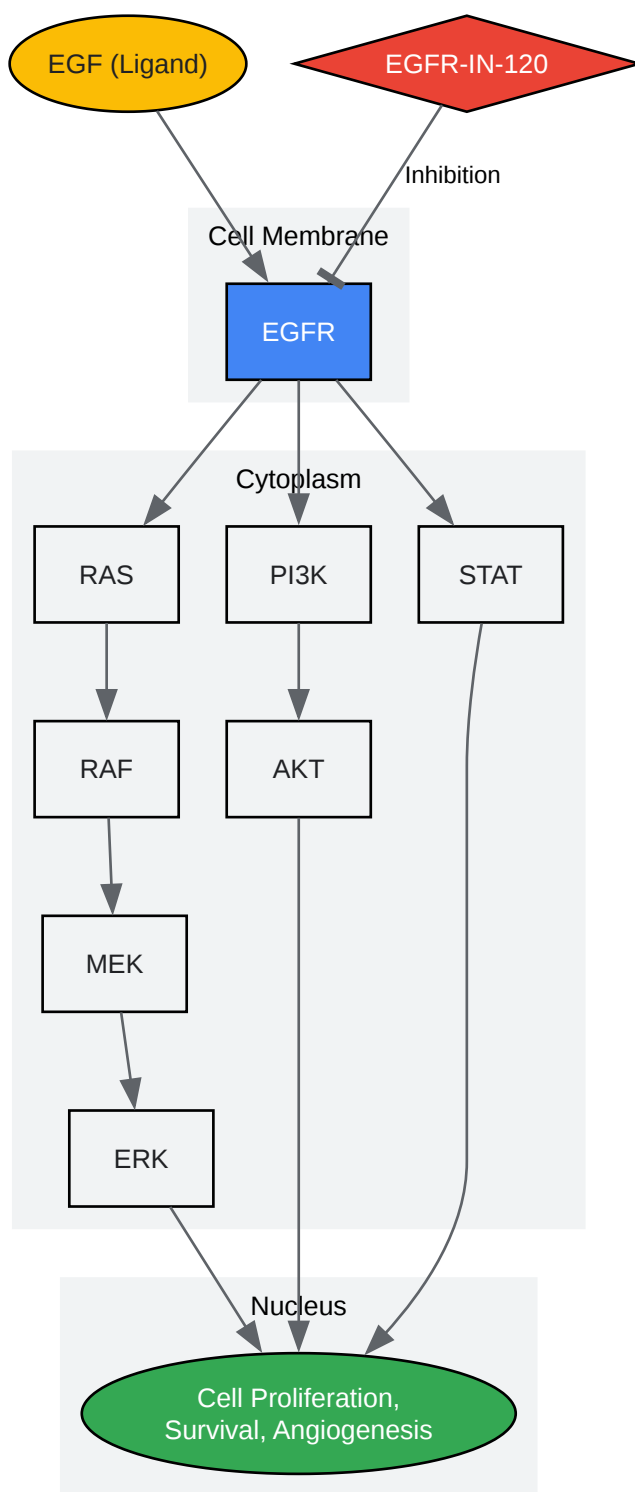 EGF (Ligand)
EGFR-IN-120
Inhibition
Cell Membrane
EGFR
Cytoplasm
RAS
PI3K
STAT
RAF
AKT
MEK
ERK
Nucleus
Cell Proliferation,
Survival, Angiogenesis